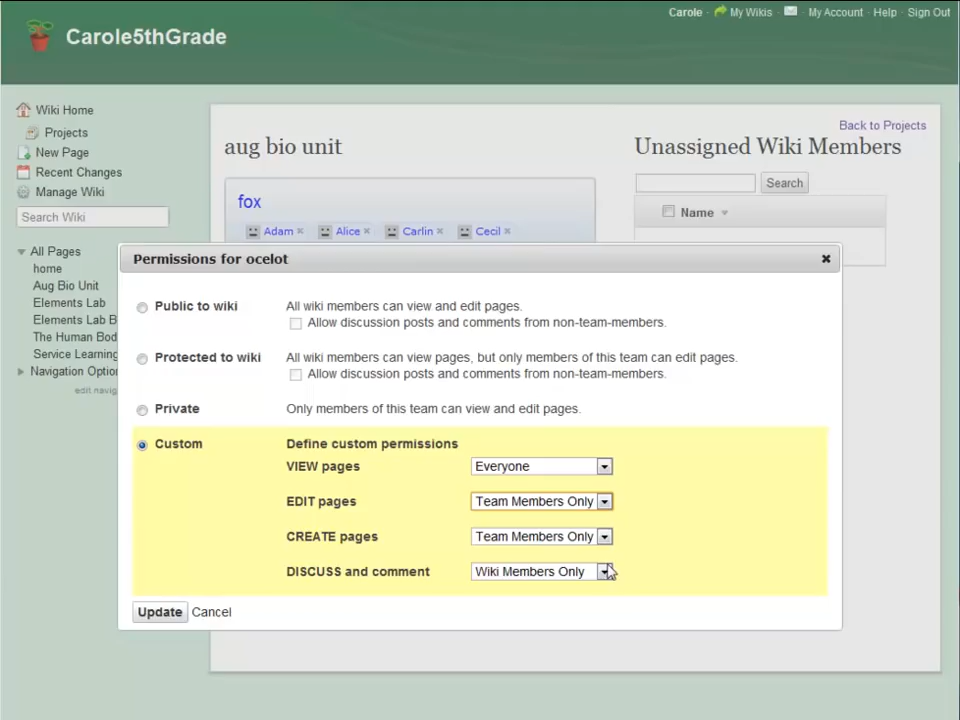 Carole · My Wikis · My Account · Help · Sign Out
Carole5thGrade
Wiki Home
Projects
New Page
Recent Changes
Manage Wiki
Search Wiki
All Pages
home
Aug Bio Unit
Elements Lab
Elements Lab B
The Human Bod
Service Learning
Navigation Option
edit navig
Back to Projects
aug bio unit
Unassigned Wiki Members
fox
Search
Name
Adam × Alice × Carlin × Cecil ×
Permissions for ocelot
Public to wiki All wiki members can view and edit pages.
Allow discussion posts and comments from non-team-members.
Protected to wiki All wiki members can view pages, but only members of this team can edit pages.
Allow discussion posts and comments from non-team-members.
Private Only members of this team can view and edit pages.
Custom Define custom permissions
VIEW pages Everyone
EDIT pages Team Members Only
CREATE pages Team Members Only
DISCUSS and comment Wiki Members Only
Update Cancel